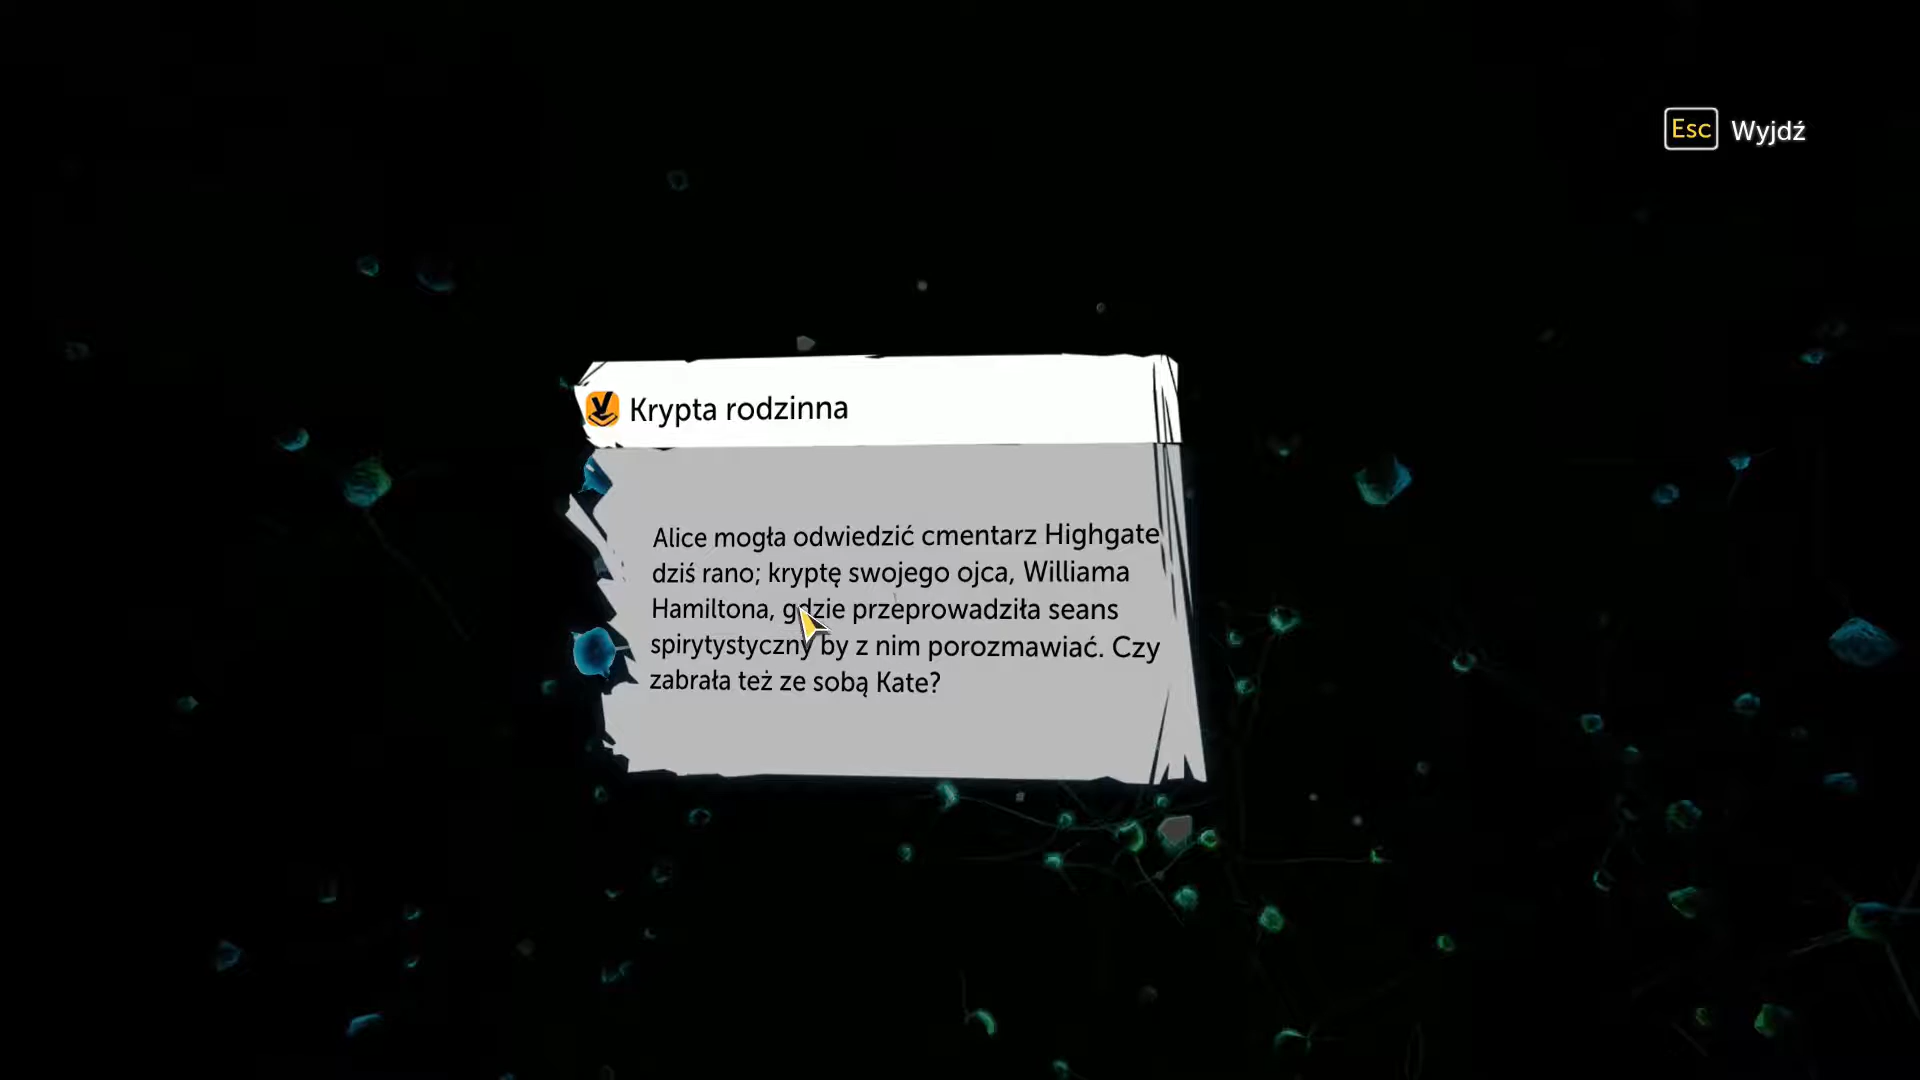 Esc Wyjdź
Krypta rodzinna
Alice mogła odwiedzić cmentarz Highgate
dziś rano; kryptę swojego ojca, Williama
Hamiltona, gdzie przeprowadziła seans
spirytystyczny by z nim porozmawiać. Czy
zabrała też ze sobą Kate?